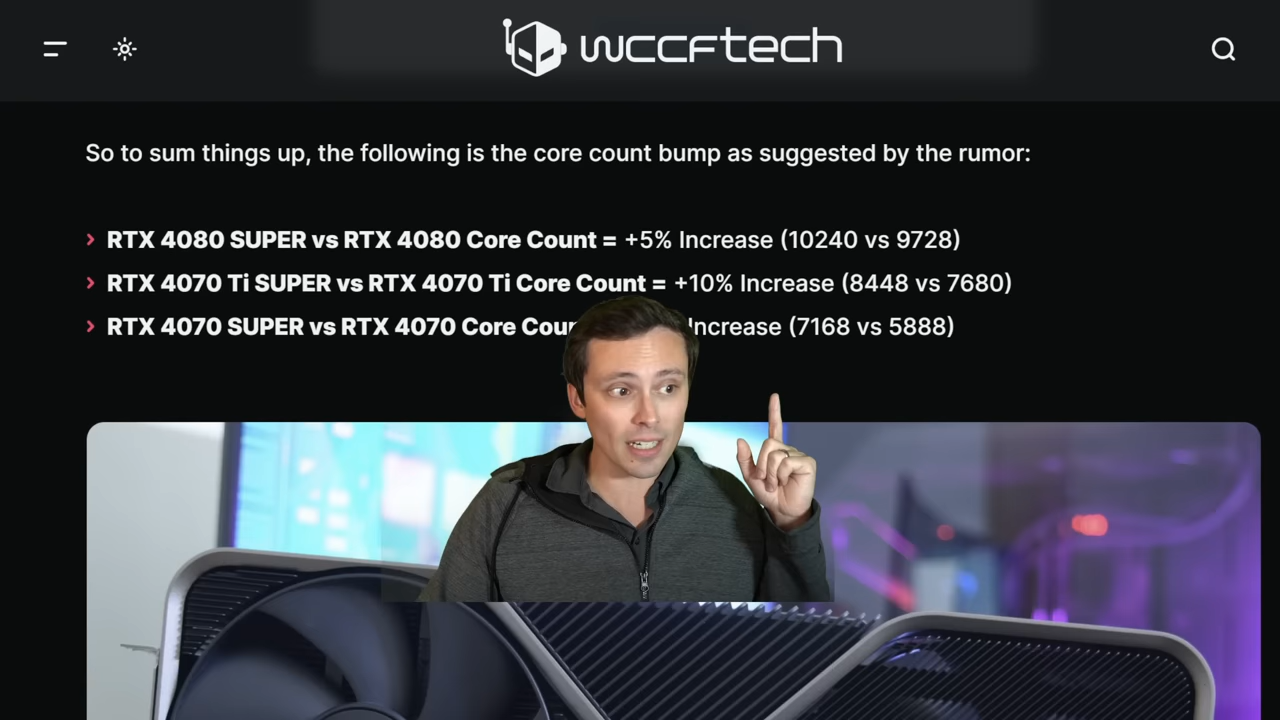 wccftech
So to sum things up, the following is the core count bump as suggested by the rumor:
RTX 4080 SUPER vs RTX 4080 Core Count = +5% Increase (10240 vs 9728)
RTX 4070 Ti SUPER vs RTX 4070 Ti Core Count = +10% Increase (8448 vs 7680)
RTX 4070 SUPER vs RTX 4070 Core Increase (7168 vs 5888)